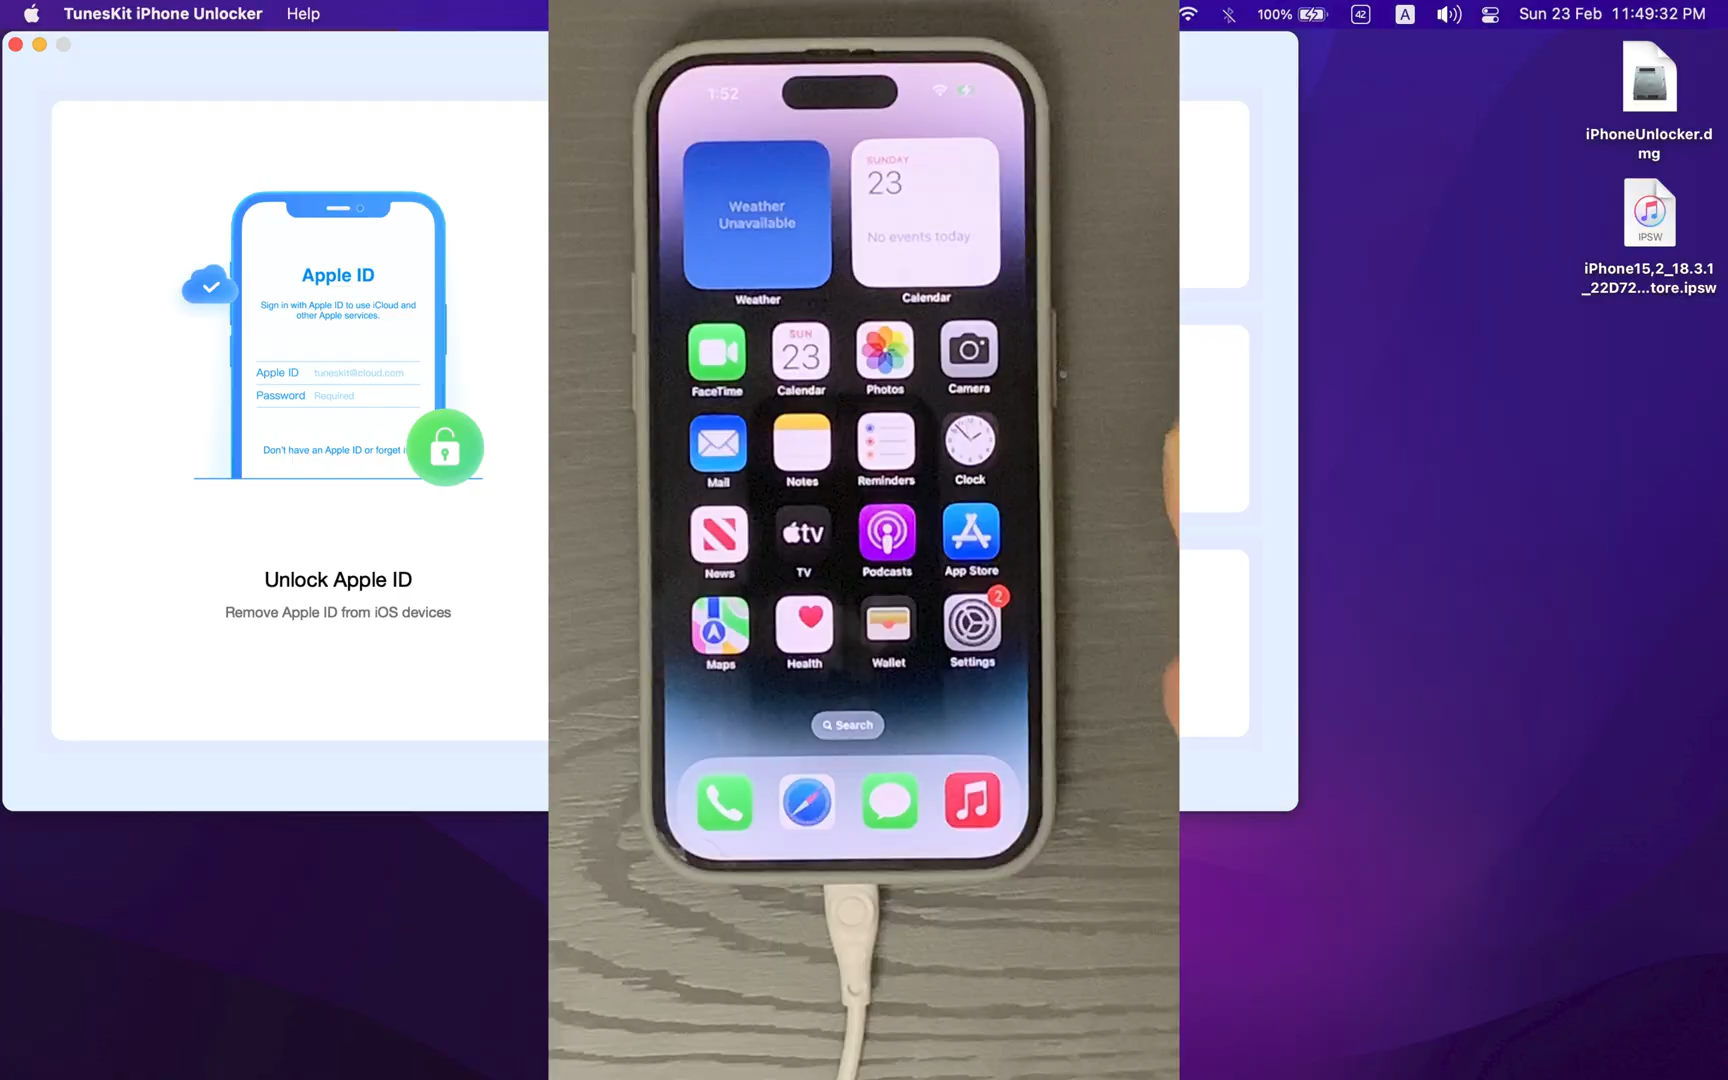 TunesKit iPhone Unlocker Help
100%
42
A
Sun 23 Feb 11:49:32 PM
Apple ID
Sign in with Apple ID to use iCloud and
other Apple services.
Apple ID tuneskit@icloud.com
Password Required
Don't have an Apple ID or forget i
Unlock Apple ID
Remove Apple ID from iOS devices
1:52
Weather
Unavailable
Weather
SUNDAY
23
No events today
Calendar
SUN
23
FaceTime Calendar Photos Camera
Mail Notes Reminders Clock
tv
News TV Podcasts App Store
2
Maps Health Wallet Settings
Search
iPhoneUnlocker.d
mg
IPSW
iPhone15,2_18.3.1
_22D72...tore.ipsw